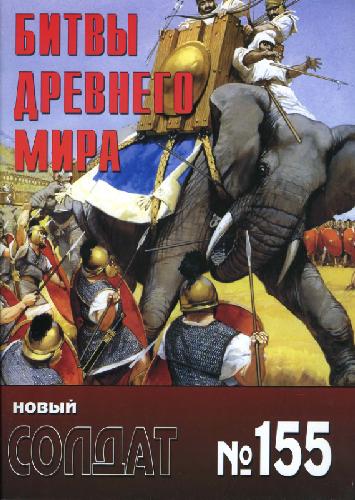 БИТВЫ
ДРЕВНЕГО
МИРА
НОВЫЙ
СОЛДАТ
№155